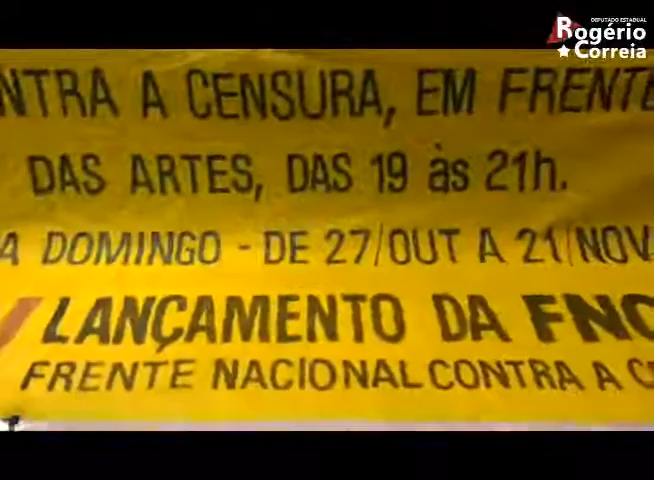 DEPUTADO ESTADUAL
Rogério
Correia
NTRA A CENSURA, EM FRENTE
DAS ARTES, DAS 19 às 21h.
A DOMINGO - DE 27/OUT A 21/NOV
LANÇAMENTO DA FNC
FRENTE NACIONAL CONTRA A C